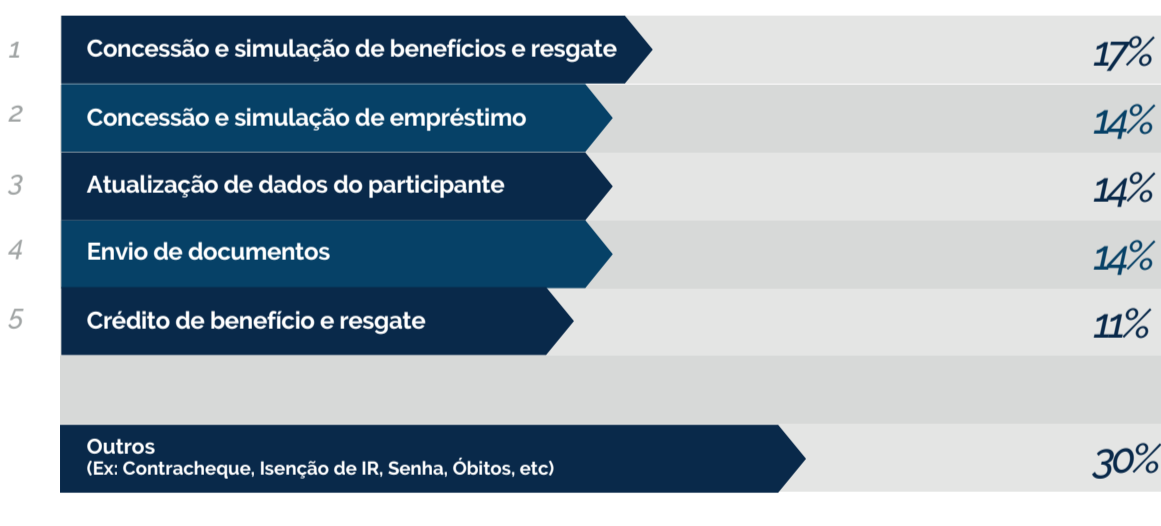 1 Concessão e simulação de benefícios e resgate 17%
2 Concessão e simulação de empréstimo 14%
3 Atualização de dados do participante 14%
4 Envio de documentos 14%
5 Crédito de benefício e resgate 11%
Outros
(Ex: Contracheque, Isenção de IR, Senha, Óbitos, etc) 30%